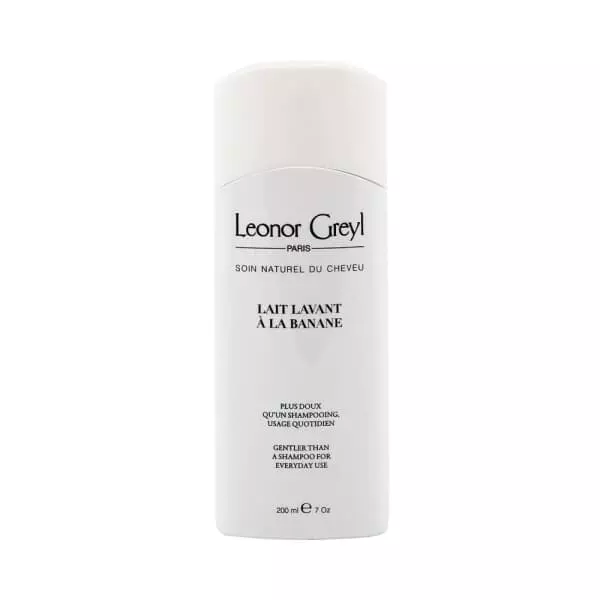 Leonor Greyl
PARIS
SOIN NATUREL DU CHEVEU
LAIT LAVANT
À LA BANANE
PLUS DOUX
QU'UN SHAMPOOING,
USAGE QUOTIDIEN
GENTLER THAN
A SHAMPOO FOR
EVERYDAY USE
200 ml ℮ 7 Oz